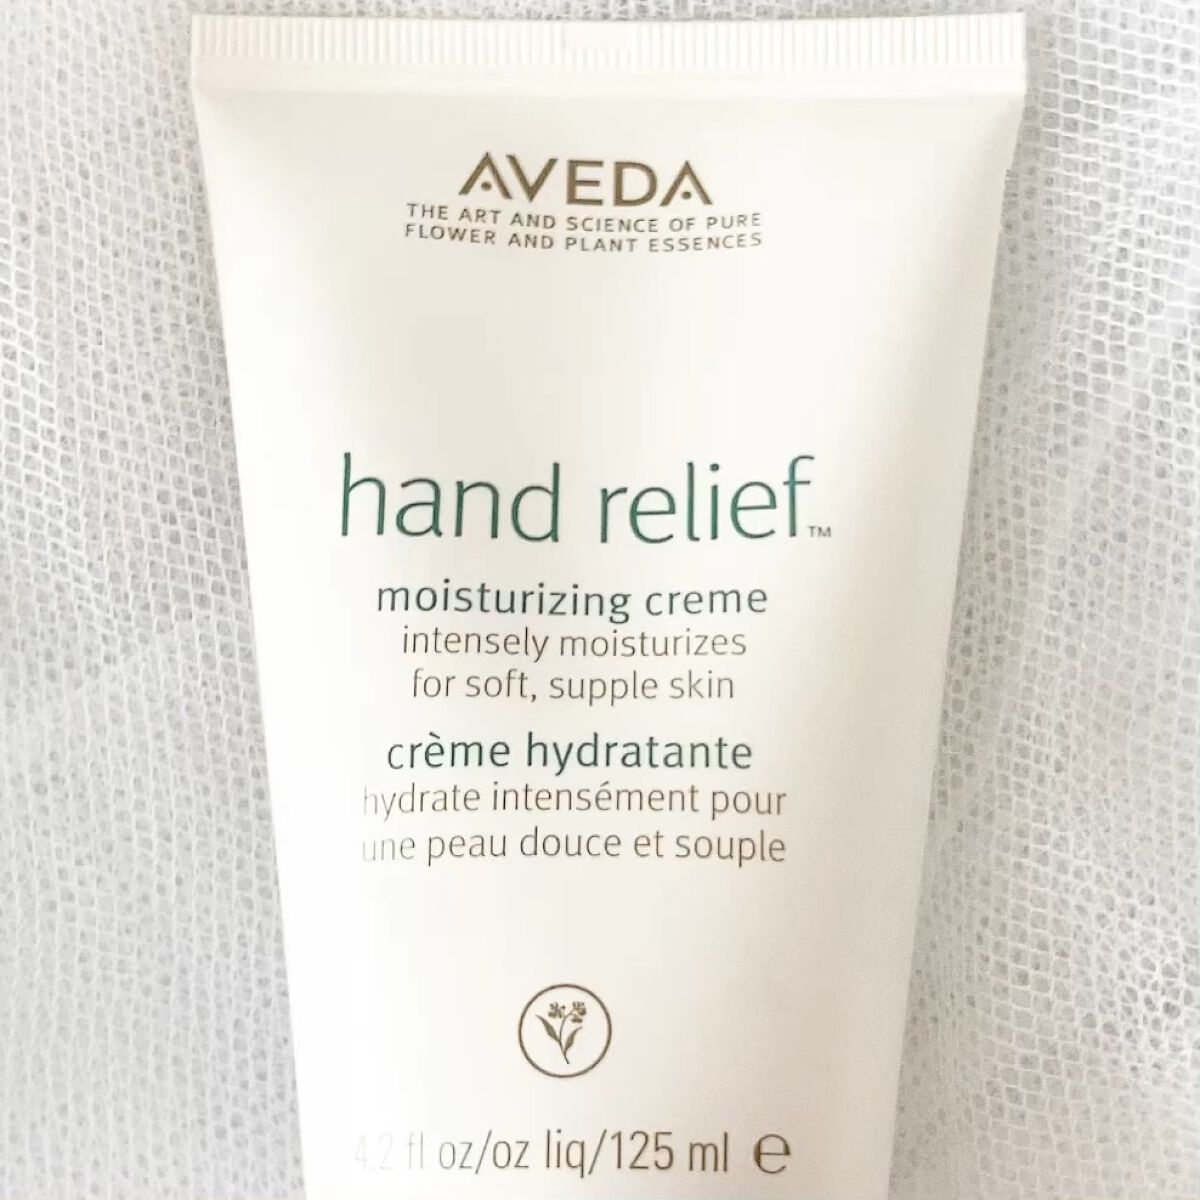 AVEDA
THE ART AND SCIENCE OF PURE
FLOWER AND PLANT ESSENCES
hand relief™
moisturizing creme
intensely moisturizes
for soft, supple skin
crème hydratante
hydrate intensément pour
une peau douce et souple
4.2 fl oz/oz liq/125 ml ℮